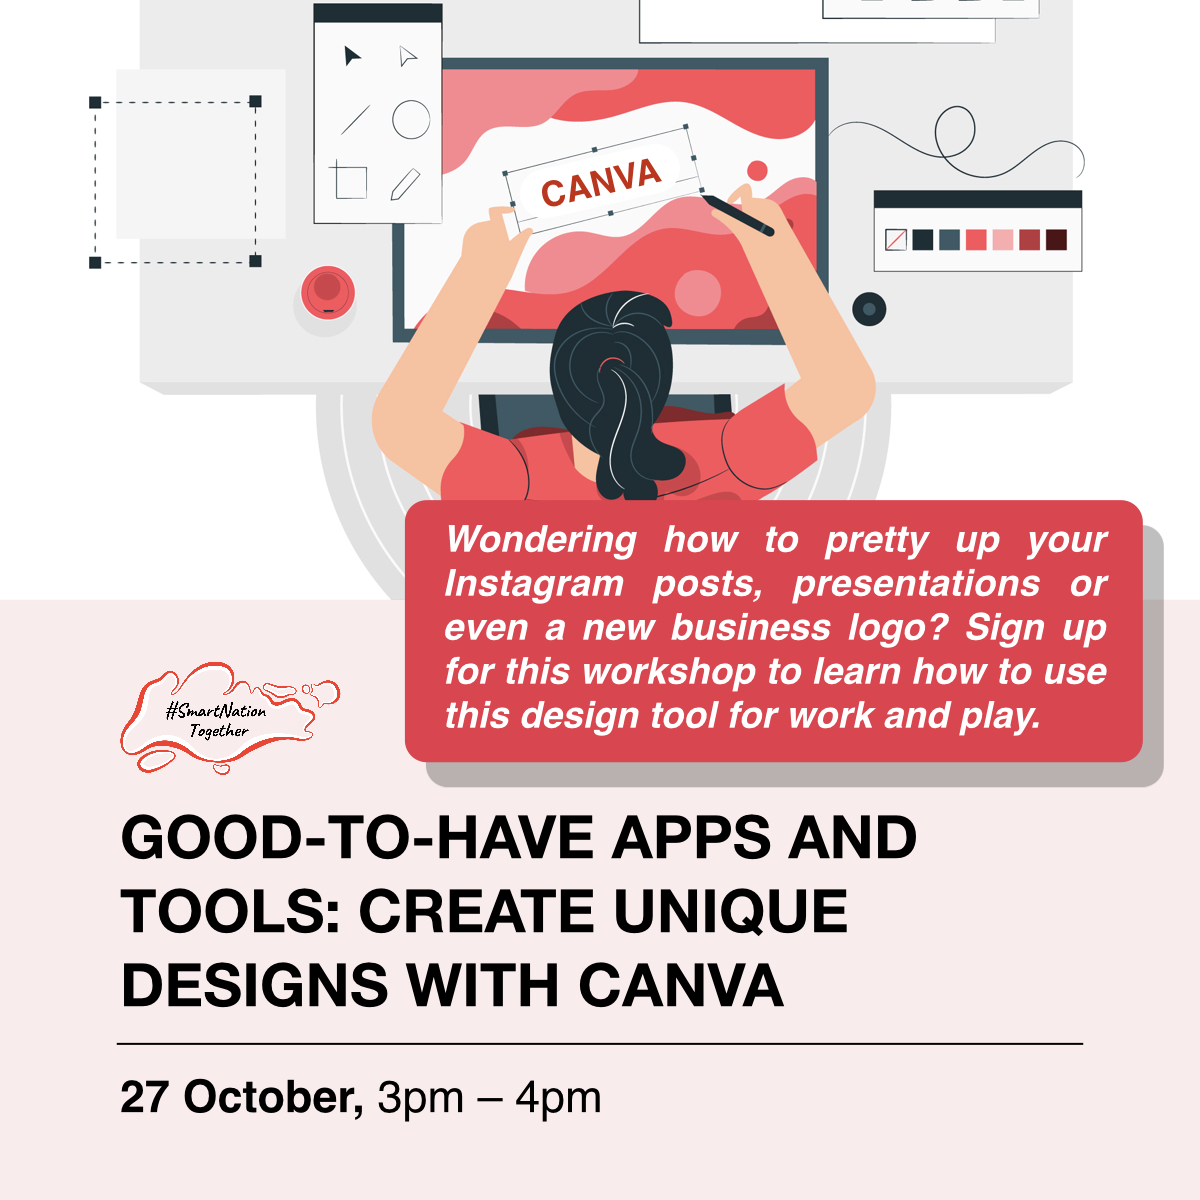 CANVA
Wondering how to pretty up your
Instagram posts, presentations or
even a new business logo? Sign up
for this workshop to learn how to use
this design tool for work and play.
#SmartNation
Together
GOOD-TO-HAVE APPS AND
TOOLS: CREATE UNIQUE
DESIGNS WITH CANVA
27 October, 3pm – 4pm